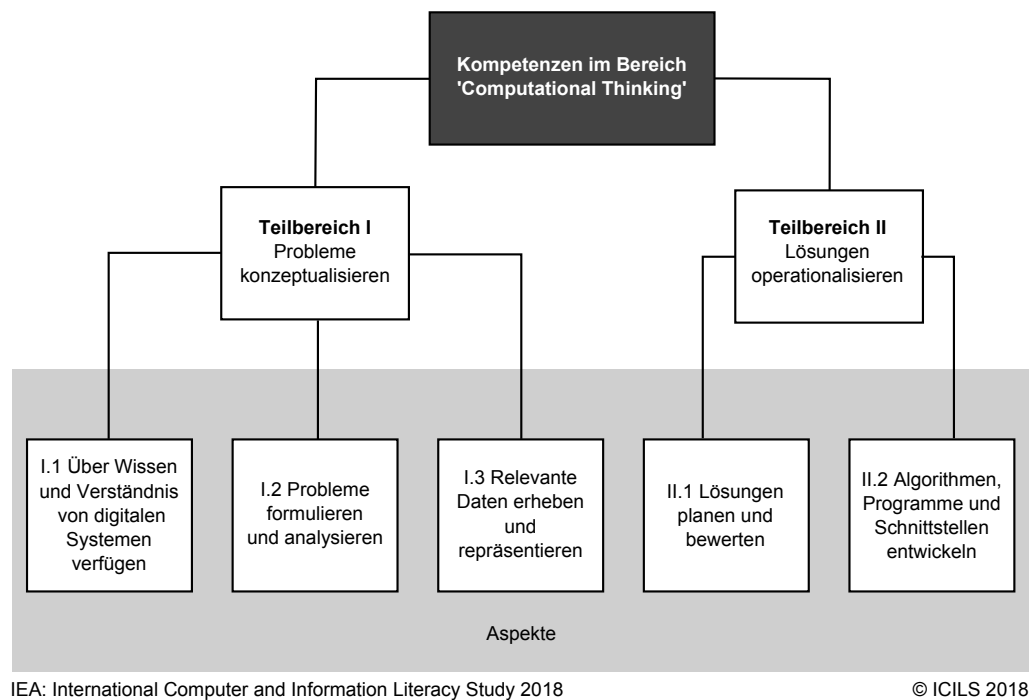 Kompetenzen im Bereich
'Computational Thinking'
Teilbereich I
Probleme
konzeptualisieren
Teilbereich II
Lösungen
operationalisieren
I.1 Über Wissen
und Verständnis
von digitalen
Systemen
verfügen
I.2 Probleme
formulieren
und analysieren
I.3 Relevante
Daten erheben
und
repräsentieren
II.1 Lösungen
planen und
bewerten
II.2 Algorithmen,
Programme und
Schnittstellen
entwickeln
Aspekte
IEA: International Computer and Information Literacy Study 2018
© ICILS 2018